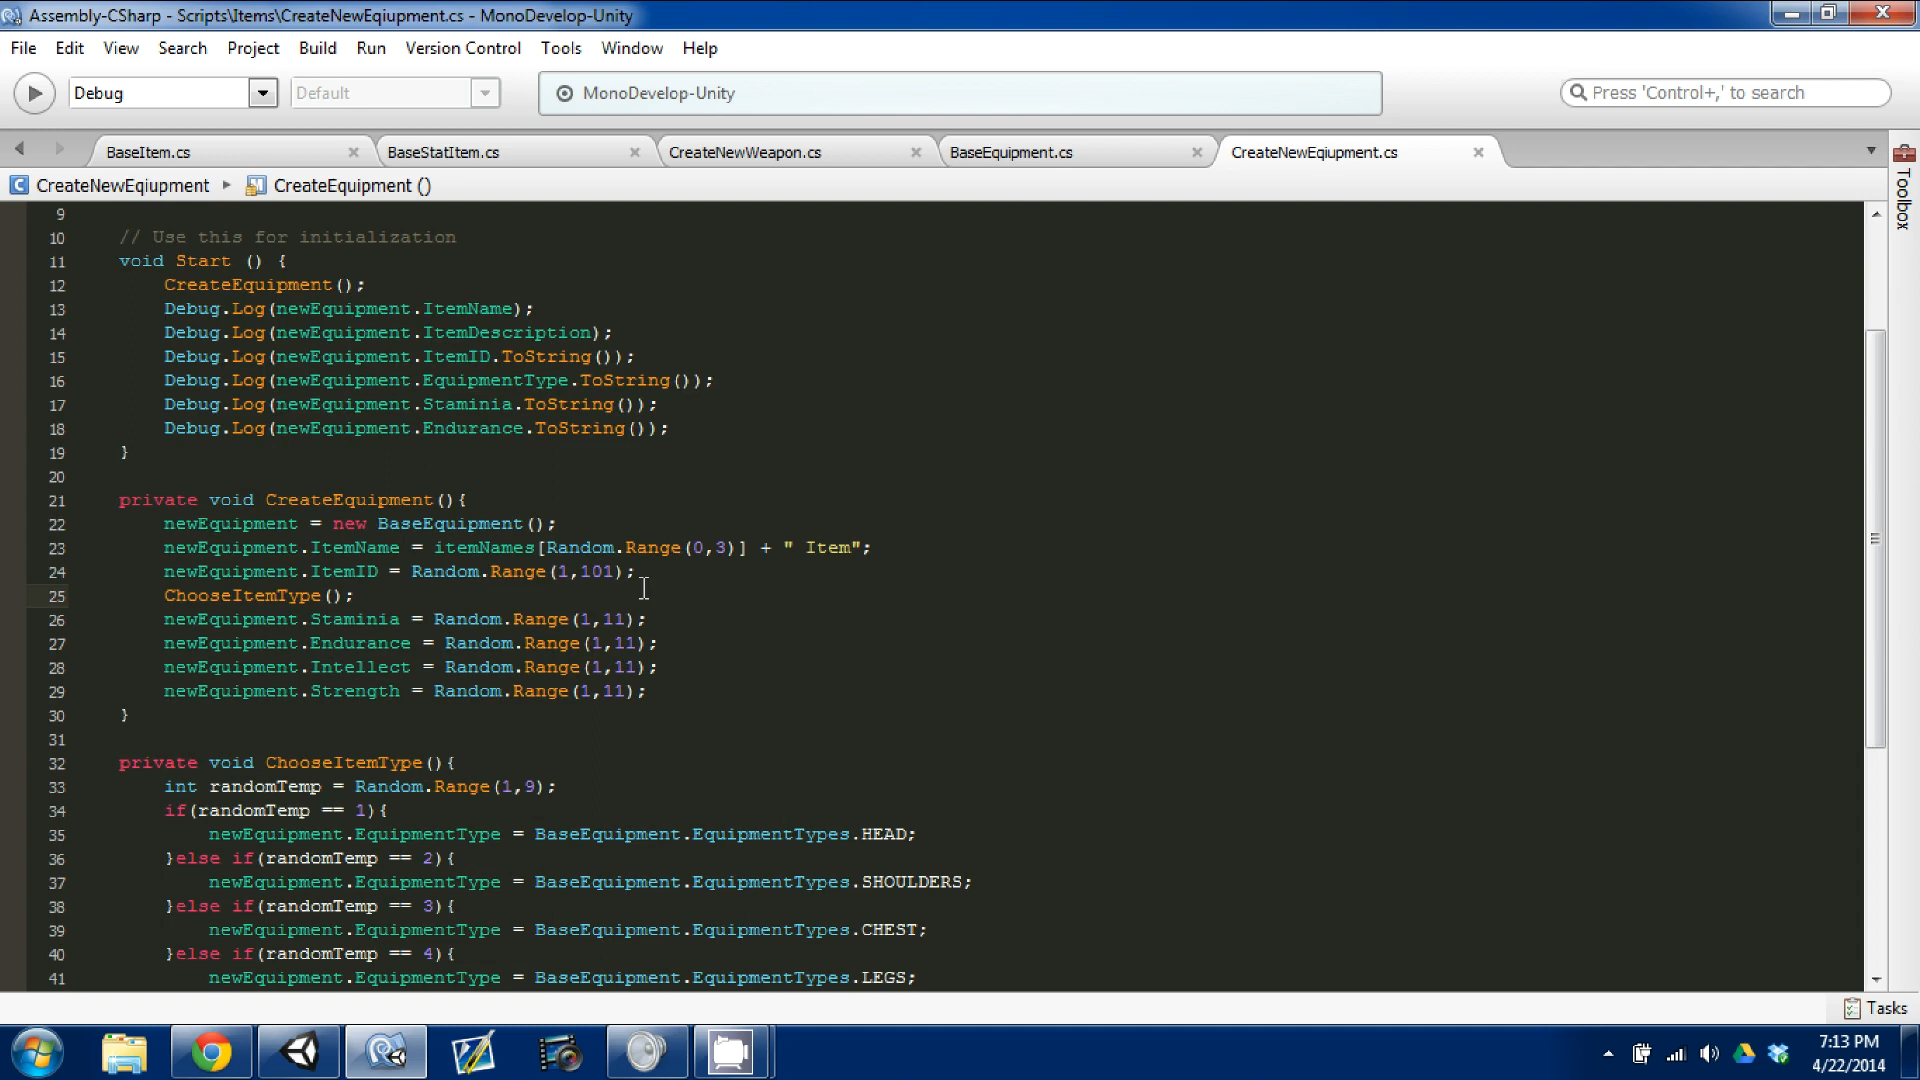 Assembly-CSharp - Scripts\Items\CreateNewEqiupment.cs - MonoDevelop-Unity
File Edit View Search Project Build Run Version Control Tools Window Help
Debug Default MonoDevelop-Unity Press 'Control+,' to search
BaseItem.cs BaseStatItem.cs CreateNewWeapon.cs BaseEquipment.cs CreateNewEqiupment.cs
Toolbox
CreateNewEqiupment CreateEquipment ()
9
10 // Use this for initialization
11 void Start () {
12 CreateEquipment();
13 Debug.Log(newEquipment.ItemName);
14 Debug.Log(newEquipment.ItemDescription);
15 Debug.Log(newEquipment.ItemID.ToString());
16 Debug.Log(newEquipment.EquipmentType.ToString());
17 Debug.Log(newEquipment.Staminia.ToString());
18 Debug.Log(newEquipment.Endurance.ToString());
19 }
20
21 private void CreateEquipment(){
22 newEquipment = new BaseEquipment();
23 newEquipment.ItemName = itemNames[Random.Range(0,3)] + " Item";
24 newEquipment.ItemID = Random.Range(1,101);
25 ChooseItemType();
26 newEquipment.Staminia = Random.Range(1,11);
27 newEquipment.Endurance = Random.Range(1,11);
28 newEquipment.Intellect = Random.Range(1,11);
29 newEquipment.Strength = Random.Range(1,11);
30 }
31
32 private void ChooseItemType(){
33 int randomTemp = Random.Range(1,9);
34 if(randomTemp == 1){
35 newEquipment.EquipmentType = BaseEquipment.EquipmentTypes.HEAD;
36 }else if(randomTemp == 2){
37 newEquipment.EquipmentType = BaseEquipment.EquipmentTypes.SHOULDERS;
38 }else if(randomTemp == 3){
39 newEquipment.EquipmentType = BaseEquipment.EquipmentTypes.CHEST;
40 }else if(randomTemp == 4){
41 newEquipment.EquipmentType = BaseEquipment.EquipmentTypes.LEGS;
Tasks
7:13 PM
4/22/2014